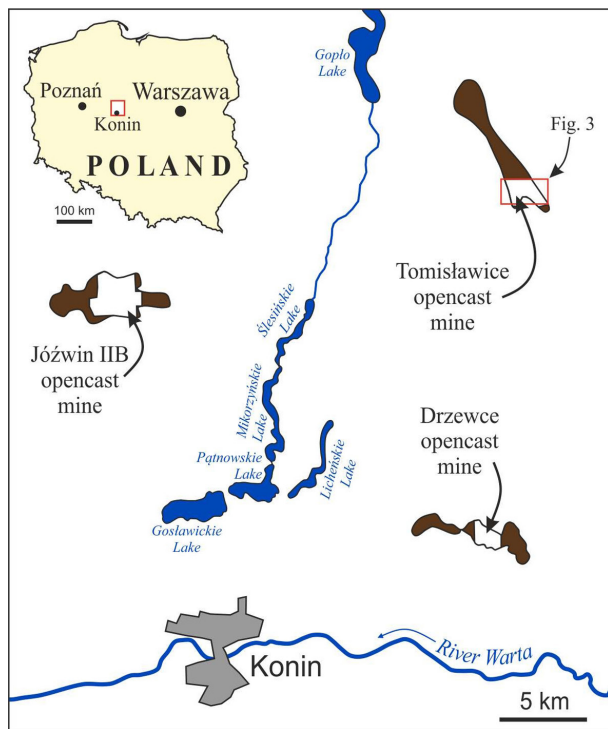 Poznań
Warszawa
Konin
POLAND
100 km
Gopło
Lake
Fig. 3
Tomisławice
opencast
mine
Ślesińskie
Lake
Jóźwin IIB
opencast
mine
Mikorzyńskie
Lake
Pątnowskie
Lake
Licheńskie
Lake
Gosławickie
Lake
Drzewce
opencast
mine
River Warta
Konin
5 km